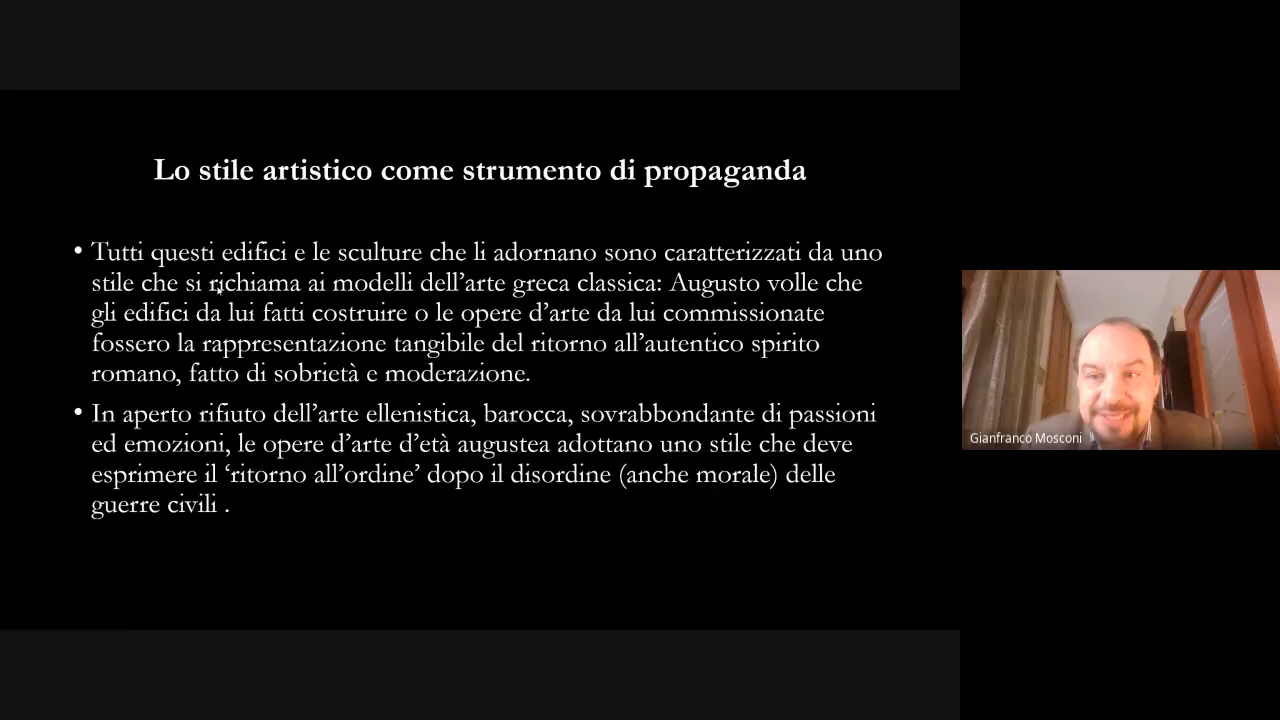 Lo stile artistico come strumento di propaganda
• Tutti questi edifici e le sculture che li adornano sono caratterizzati da uno
stile che si richiama ai modelli dell’arte greca classica: Augusto volle che
gli edifici da lui fatti costruire o le opere d’arte da lui commissionate
fossero la rappresentazione tangibile del ritorno all’autentico spirito
romano, fatto di sobrietà e moderazione.
• In aperto rifiuto dell’arte ellenistica, barocca, sovrabbondante di passioni
ed emozioni, le opere d’arte d’età augustea adottano uno stile che deve
esprimere il ‘ritorno all’ordine’ dopo il disordine (anche morale) delle
guerre civili .
Gianfranco Mosconi